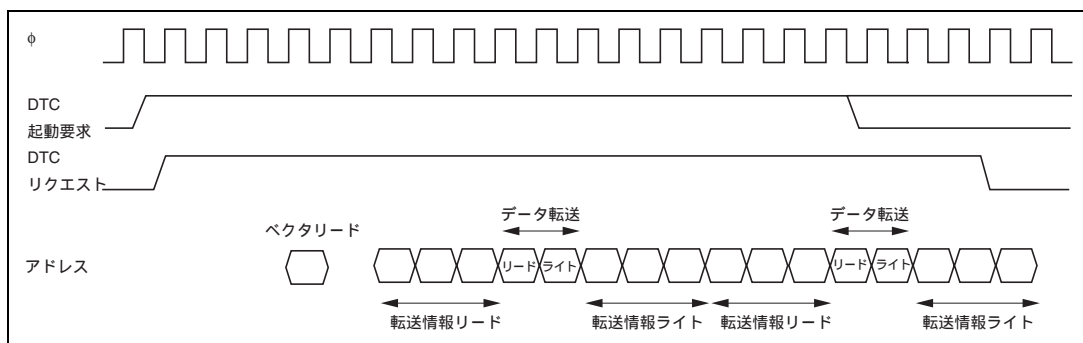 φ
DTC
起動要求
DTC
リクエスト
データ転送
データ転送
ベクタリード
アドレス
リード
ライト
リード
ライト
転送情報リード
転送情報ライト
転送情報リード
転送情報ライト